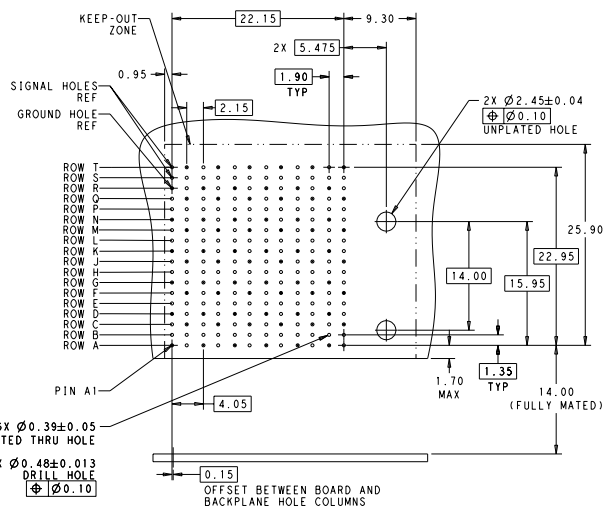 KEEP-OUT
ZONE
22.15
9.30
2X 5.475
0.95
1.90
TYP
SIGNAL HOLES
REF
2.15
GROUND HOLE
REF
2X Ø2.45±0.04
⌖ Ø0.10
UNPLATED HOLE
ROW T
ROW S
ROW R
ROW Q
ROW P
ROW N
ROW M
ROW L
ROW K
ROW J
ROW H
ROW G
ROW F
ROW E
ROW D
ROW C
ROW B
ROW A
25.90
22.95
14.00
15.95
PIN A1
1.70
MAX
1.35
TYP
14.00
(FULLY MATED)
4.05
X Ø0.39±0.05
TED THRU HOLE
X Ø0.48±0.013
DRILL HOLE
⌖ Ø0.10
0.15
OFFSET BETWEEN BOARD AND
BACKPLANE HOLE COLUMNS